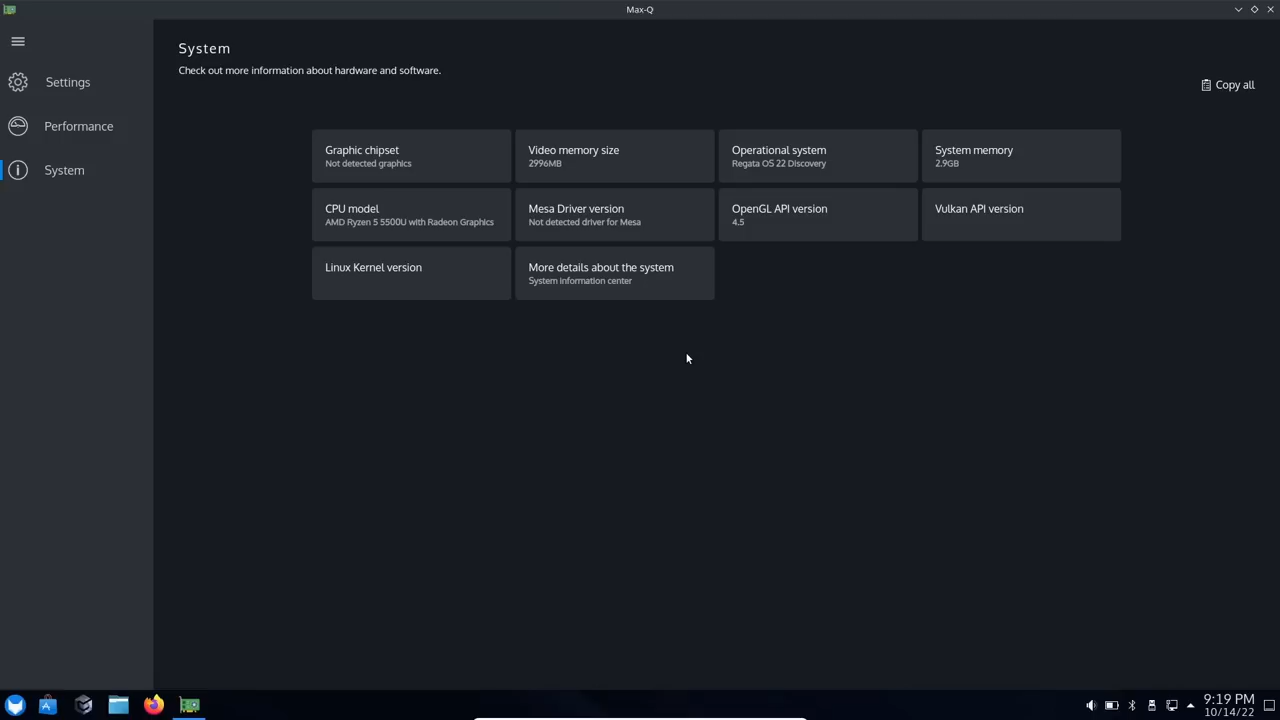 Max-Q
Settings
Performance
System
System
Check out more information about hardware and software.
Copy all
Graphic chipset
Not detected graphics
Video memory size
2996MB
Operational system
Regata OS 22 Discovery
System memory
2.9GB
CPU model
AMD Ryzen 5 5500U with Radeon Graphics
Mesa Driver version
Not detected driver for Mesa
OpenGL API version
4.5
Vulkan API version
Linux Kernel version
More details about the system
System information center
9:19 PM
10/14/22